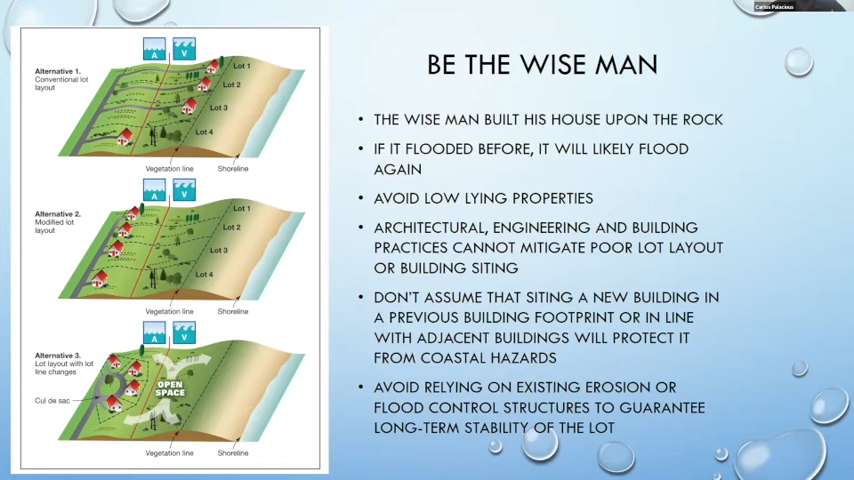 Carlos Palacious
BE THE WISE MAN
A
V
Alternative 1.
Conventional lot
layout
Lot 1
Lot 2
Lot 3
Lot 4
Vegetation line
Shoreline
A
V
Alternative 2.
Modified lot
layout
Lot 1
Lot 2
Lot 3
Lot 4
Vegetation line
Shoreline
A
V
Alternative 3.
Lot layout with lot
line changes
OPEN
SPACE
Cul de sac
Vegetation line
Shoreline
• THE WISE MAN BUILT HIS HOUSE UPON THE ROCK
• IF IT FLOODED BEFORE, IT WILL LIKELY FLOOD
AGAIN
• AVOID LOW LYING PROPERTIES
• ARCHITECTURAL, ENGINEERING AND BUILDING
PRACTICES CANNOT MITIGATE POOR LOT LAYOUT
OR BUILDING SITING
• DON'T ASSUME THAT SITING A NEW BUILDING IN
A PREVIOUS BUILDING FOOTPRINT OR IN LINE
WITH ADJACENT BUILDINGS WILL PROTECT IT
FROM COASTAL HAZARDS
• AVOID RELYING ON EXISTING EROSION OR
FLOOD CONTROL STRUCTURES TO GUARANTEE
LONG-TERM STABILITY OF THE LOT